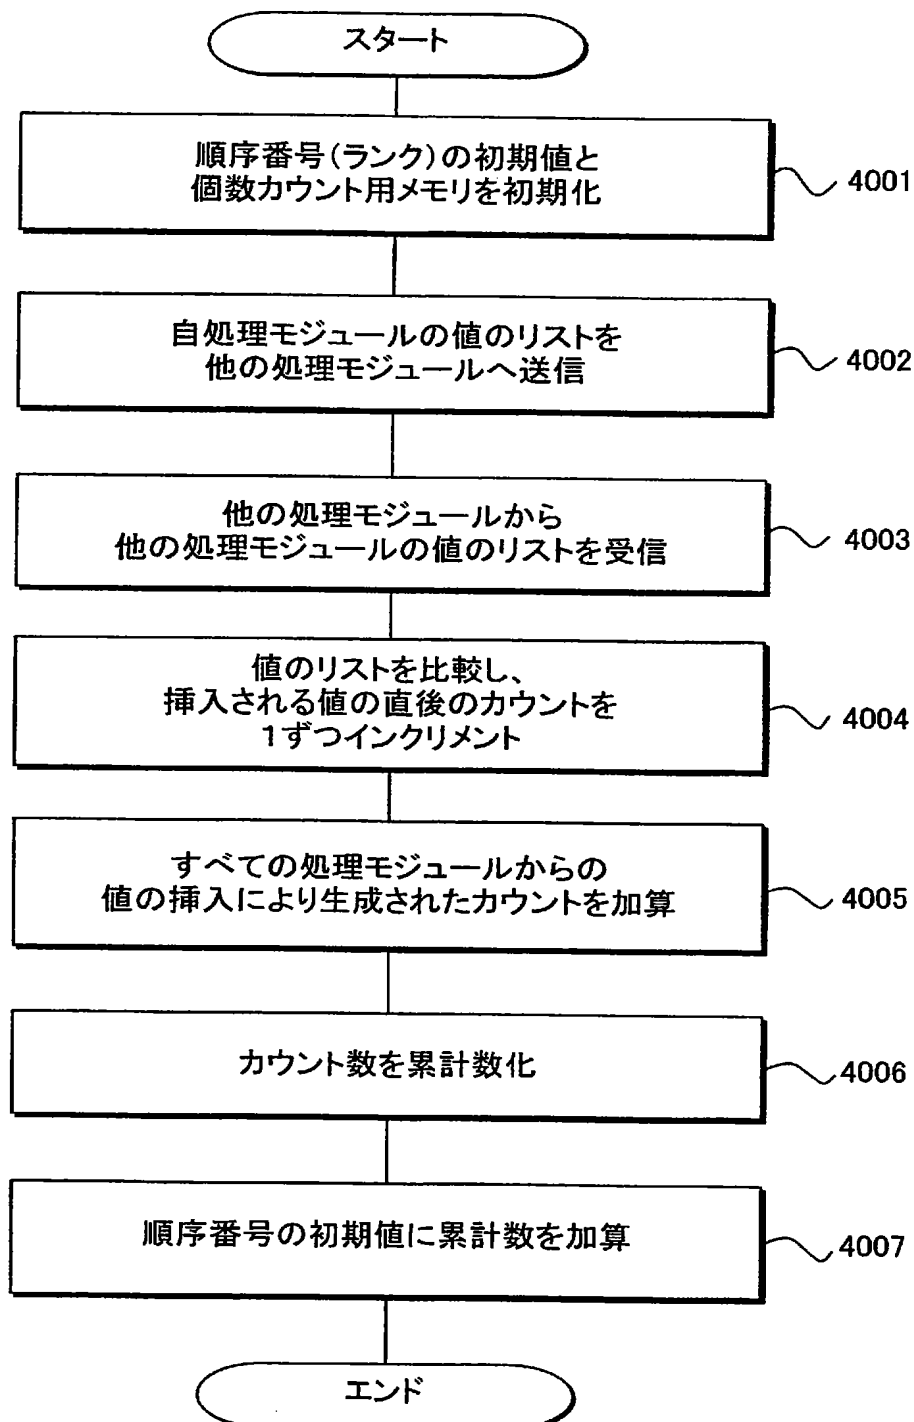 スタート
順序番号(ランク)の初期値と
個数カウント用メモリを初期化
4001
自処理モジュールの値のリストを
他の処理モジュールへ送信
4002
他の処理モジュールから
他の処理モジュールの値のリストを受信
4003
値のリストを比較し、
挿入される値の直後のカウントを
1ずつインクリメント
4004
すべての処理モジュールからの
値の挿入により生成されたカウントを加算
4005
カウント数を累計数化
4006
順序番号の初期値に累計数を加算
4007
エンド